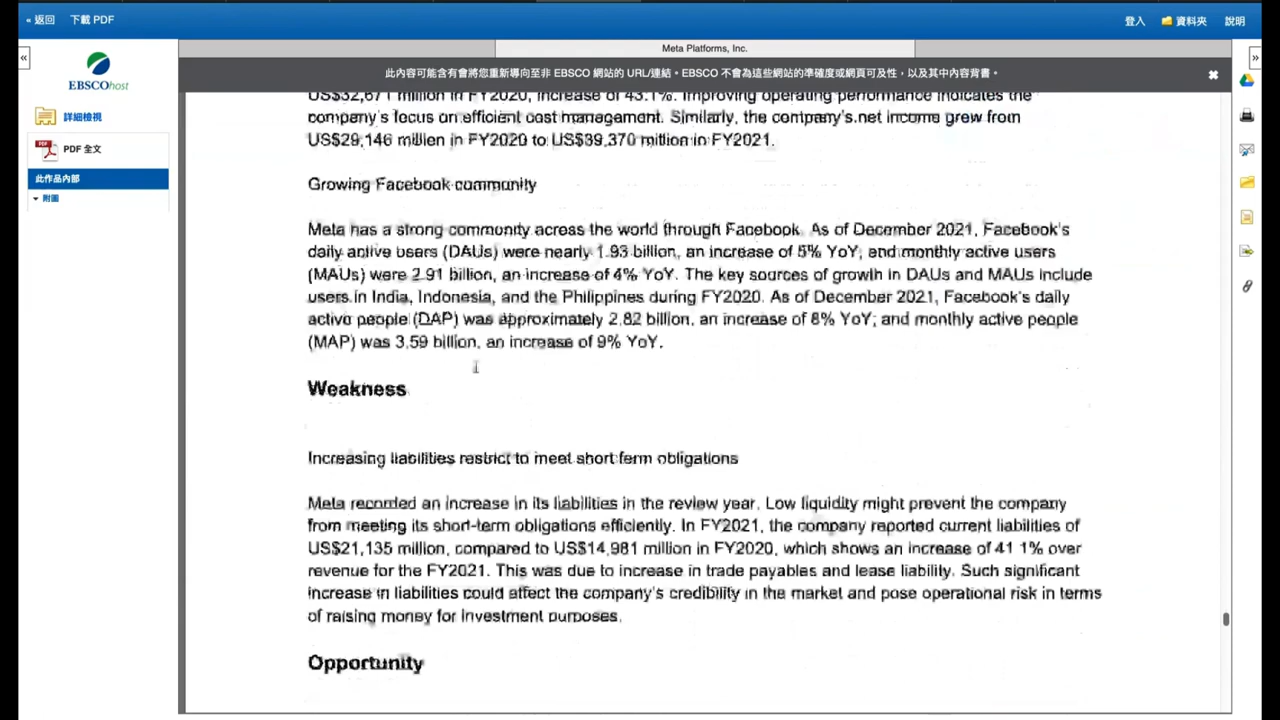 « 返回
下載 PDF
登入
資料夾
說明
«
Meta Platforms, Inc.
»
此內容可能含有會將您重新導向至非 EBSCO 網站的 URL/連結。EBSCO 不會為這些網站的準確度或網頁可及性，以及其中內容背書。
EBSCOhost
詳細檢視
PDF 全文
此作品內部
附圖
US$32,671 million in FY2020, increase of 43.1%. Improving operating performance indicates the
company's focus on efficient cost management. Similarly, the company's net income grew from
US$29,146 million in FY2020 to US$39,370 million in FY2021.
Growing Facebook community
Meta has a strong community across the world through Facebook. As of December 2021, Facebook's
daily active users (DAUs) were nearly 1.93 billion, an increase of 5% YoY, and monthly active users
(MAUs) were 2.91 billion, an increase of 4% YoY. The key sources of growth in DAUs and MAUs include
users in India, Indonesia, and the Philippines during FY2020. As of December 2021, Facebook's daily
active people (DAP) was approximately 2.82 billion, an increase of 8% YoY; and monthly active people
(MAP) was 3.59 billion, an increase of 9% YoY.
Weakness
Increasing liabilities restrict to meet short term obligations
Meta recorded an increase in its liabilities in the review year. Low liquidity might prevent the company
from meeting its short-term obligations efficiently. In FY2021, the company reported current liabilities of
US$21,135 million, compared to US$14,981 million in FY2020, which shows an increase of 41.1% over
revenue for the FY2021. This was due to increase in trade payables and lease liability. Such significant
increase in liabilities could affect the company's credibility in the market and pose operational risk in terms
of raising money for investment purposes.
Opportunity